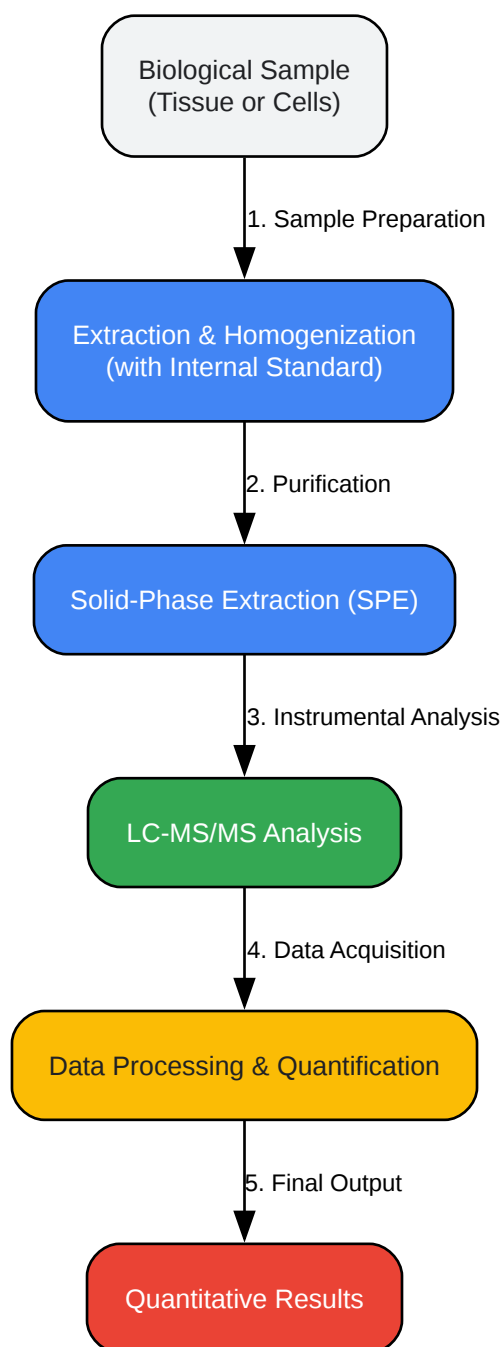 Biological Sample
(Tissue or Cells)
1. Sample Preparation
Extraction & Homogenization
(with Internal Standard)
2. Purification
Solid-Phase Extraction (SPE)
3. Instrumental Analysis
LC-MS/MS Analysis
4. Data Acquisition
Data Processing & Quantification
5. Final Output
Quantitative Results